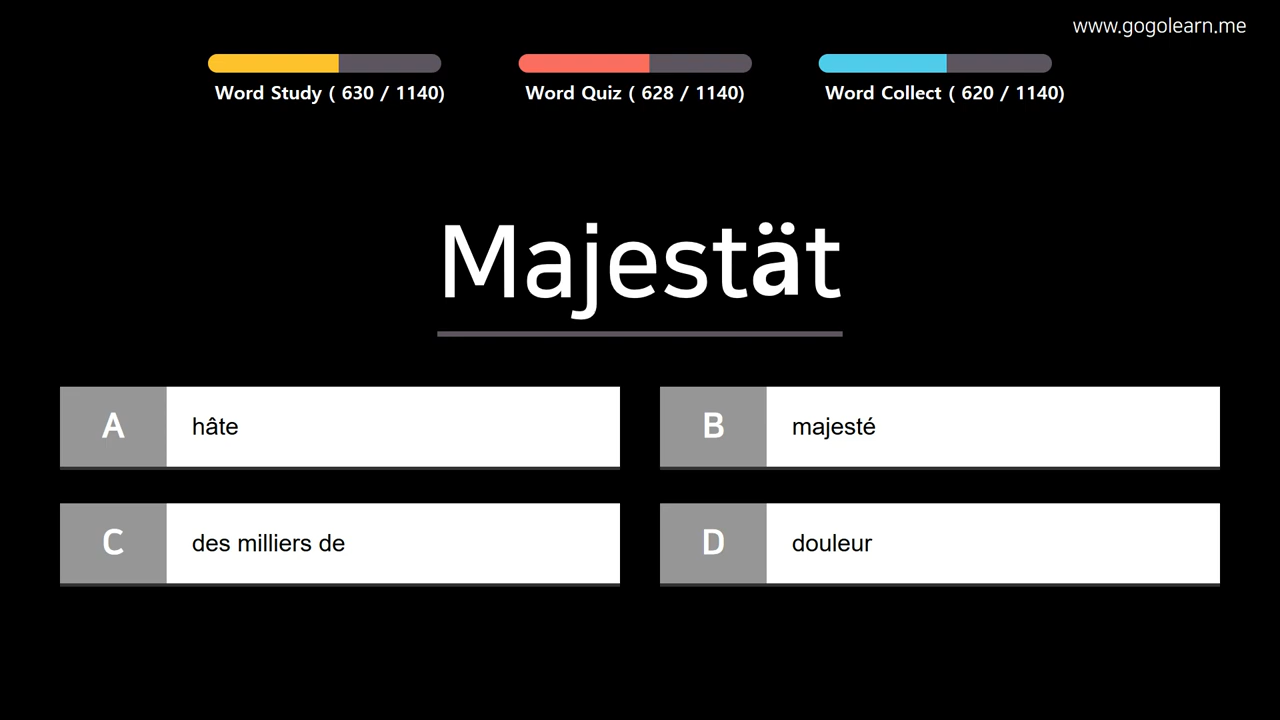 www.gogolearn.me
Word Study ( 630 / 1140)
Word Quiz ( 628 / 1140)
Word Collect ( 620 / 1140)
Majestät
A hâte
B majesté
C des milliers de
D douleur